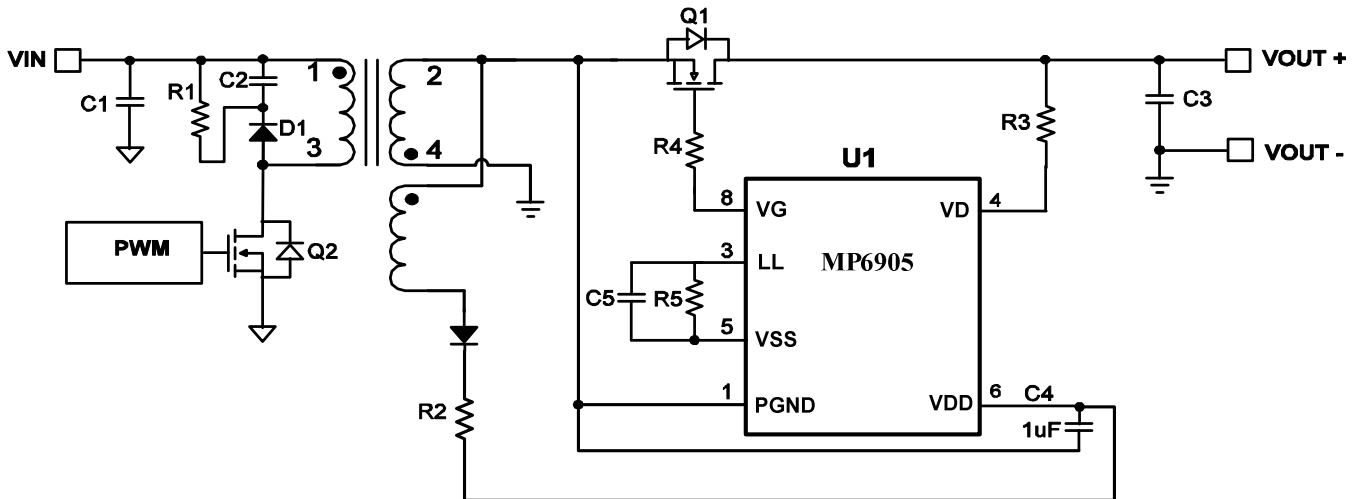 Q1
VIN
VOUT +
1
2
C2
R1
C1
C3
D1
R3
3
4
R4
U1
VOUT -
8
VG
VD
4
PWM
Q2
3
LL
MP6905
C5
R5
5
VSS
1
PGND
VDD
6
C4
R2
1uF